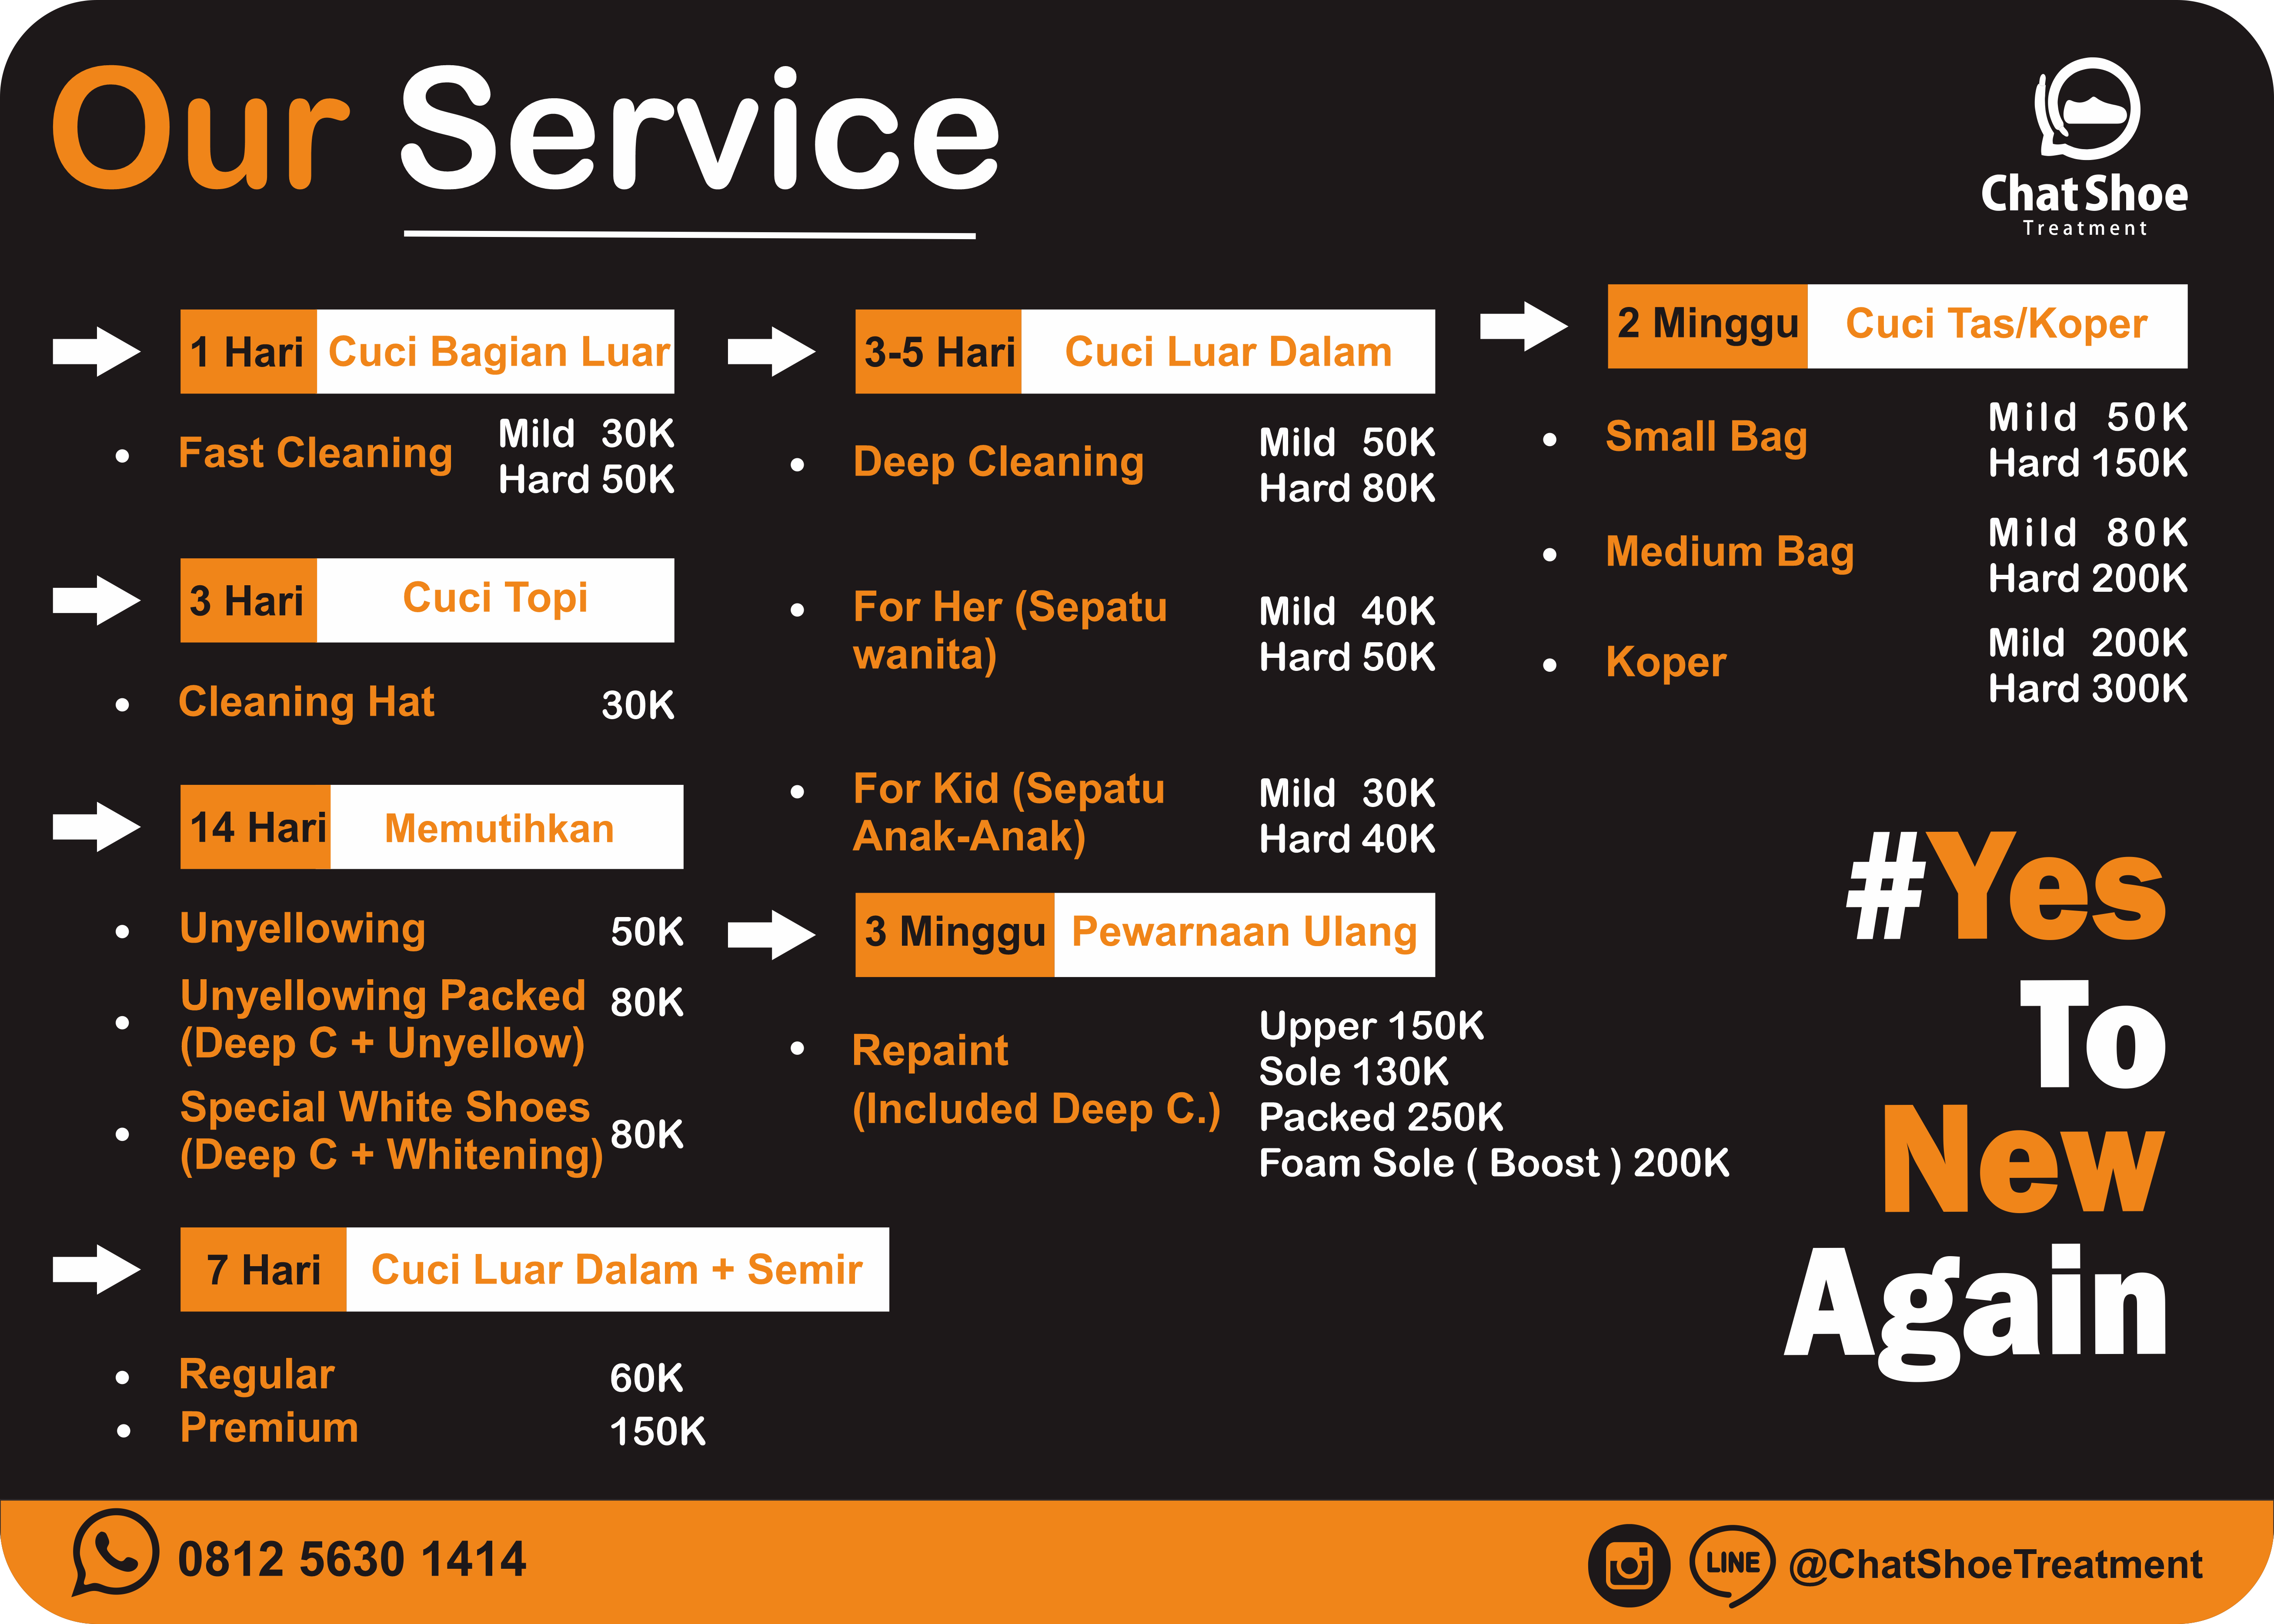 Our Service
Chat Shoe
Treatment
1 Hari Cuci Bagian Luar
Fast Cleaning
Mild 30K
Hard 50K
3 Hari Cuci Topi
Cleaning Hat 30K
14 Hari Memutihkan
Unyellowing 50K
Unyellowing Packed 80K
(Deep C + Unyellow)
Special White Shoes
(Deep C + Whitening) 80K
7 Hari Cuci Luar Dalam + Semir
Regular 60K
Premium 150K
3-5 Hari Cuci Luar Dalam
Deep Cleaning
Mild 50K
Hard 80K
For Her (Sepatu
wanita)
Mild 40K
Hard 50K
For Kid (Sepatu
Anak-Anak)
Mild 30K
Hard 40K
3 Minggu Pewarnaan Ulang
Repaint
(Included Deep C.)
Upper 150K
Sole 130K
Packed 250K
Foam Sole ( Boost ) 200K
2 Minggu Cuci Tas/Koper
Small Bag
Mild 50K
Hard 150K
Medium Bag
Mild 80K
Hard 200K
Koper
Mild 200K
Hard 300K
#Yes
To
New
Again
0812 5630 1414
LINE @ChatShoeTreatment